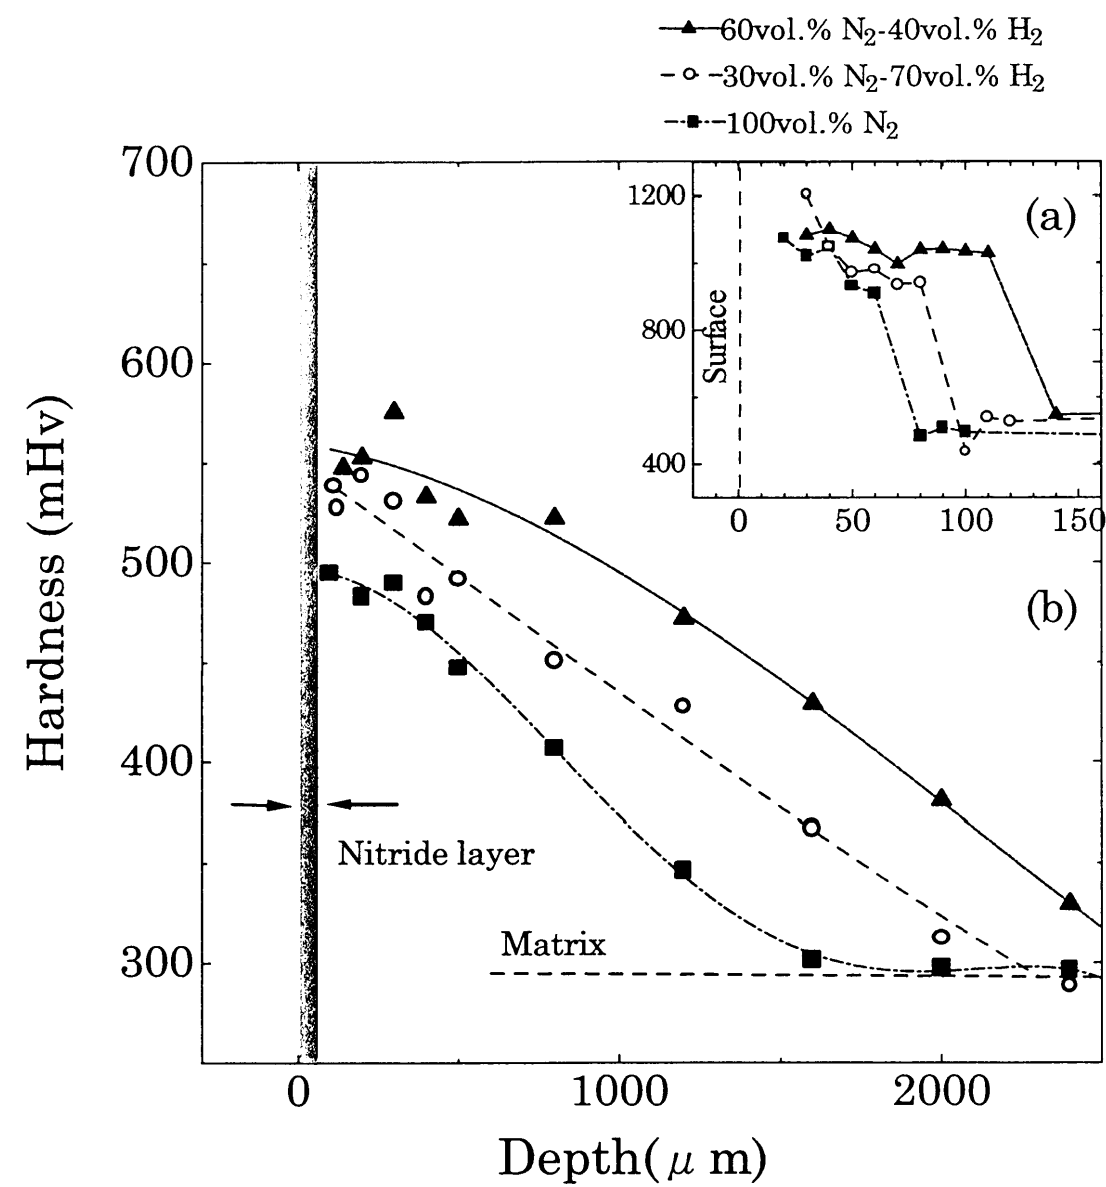 60vol.% N₂-40vol.% H₂
30vol.% N₂-70vol.% H₂
100vol.% N₂
700
600
500
400
300
Hardness (mHv)
0
1000
2000
Depth(μ m)
Nitride layer
Matrix
(b)
1200
800
400
Surface
(a)
0
50
100
150